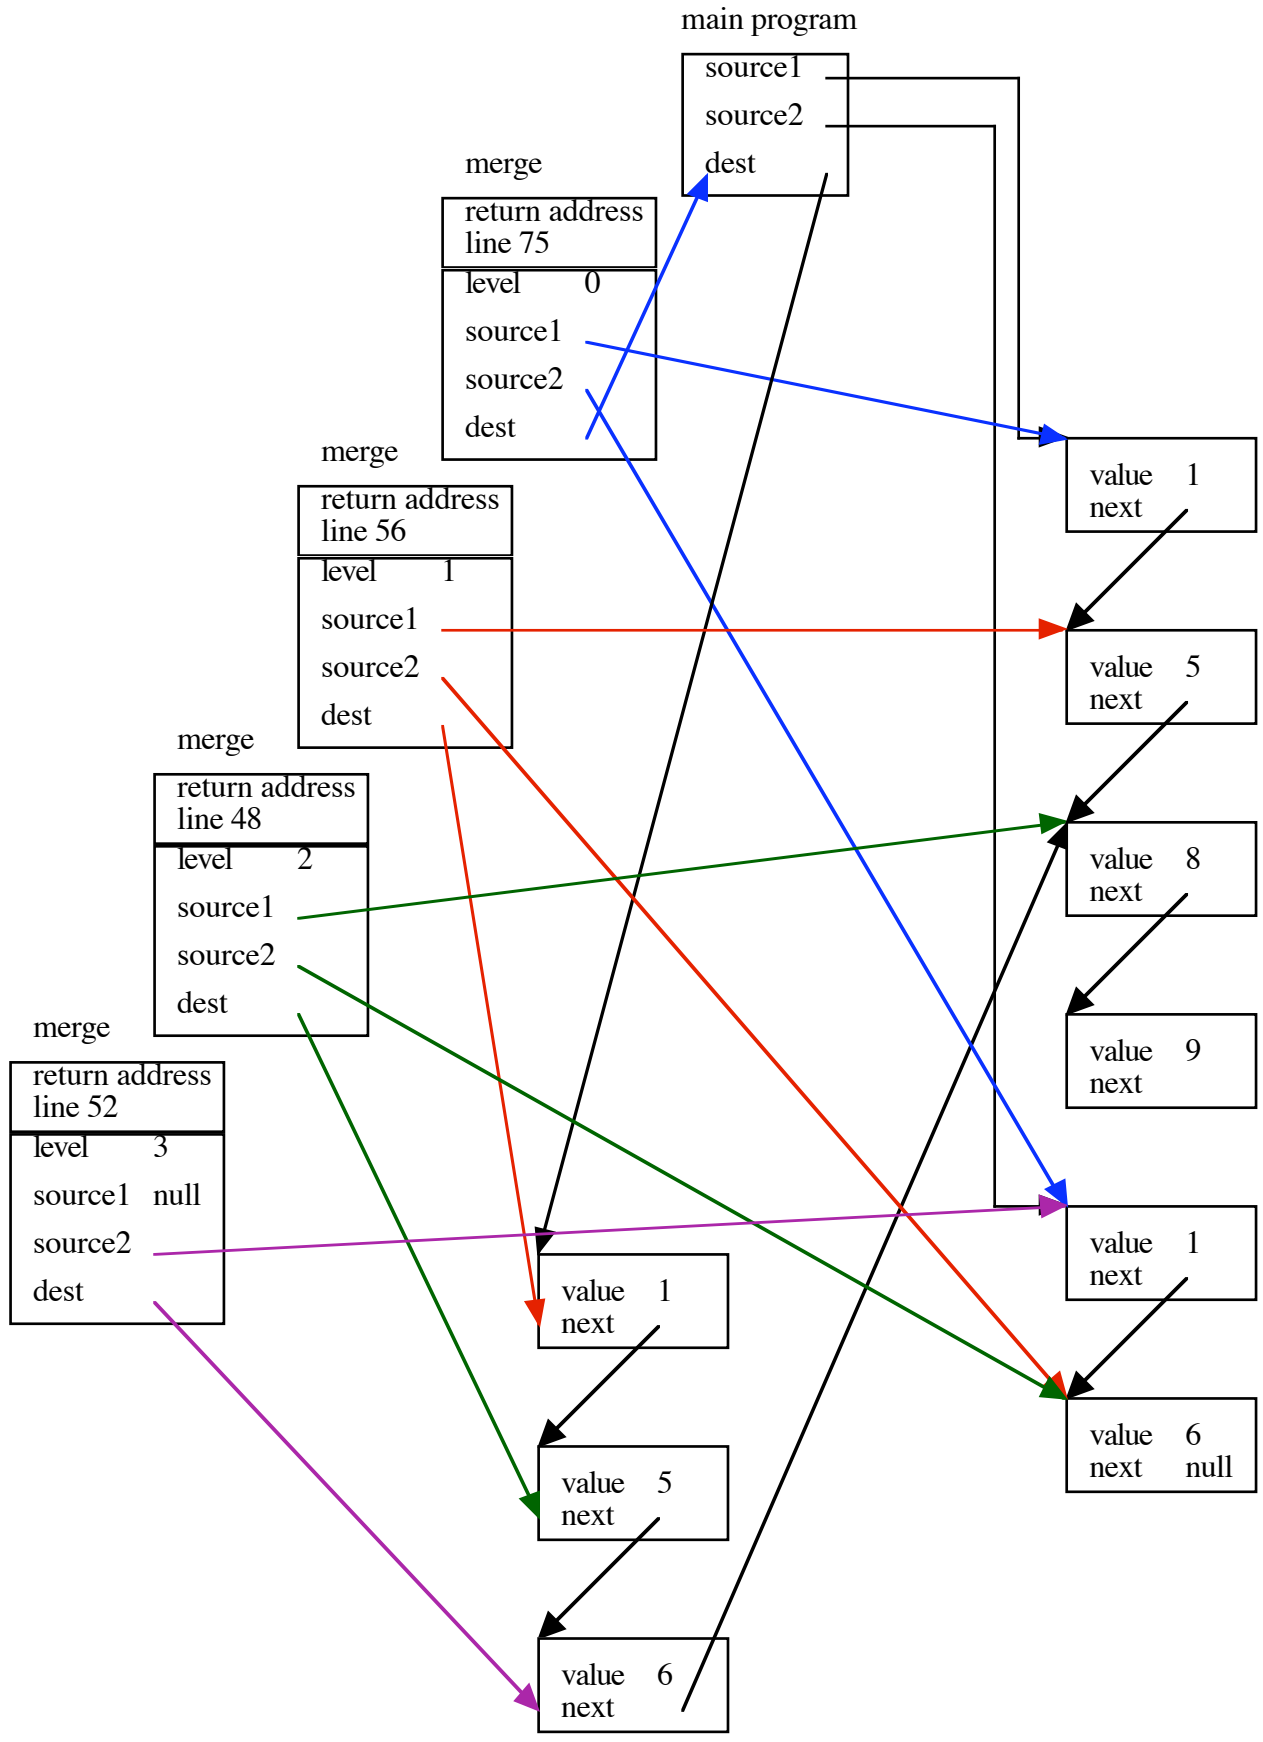 main program
source1
source2
dest
merge
return address
line 75
level 0
source1
source2
dest
merge
return address
line 56
level 1
source1
source2
dest
merge
return address
line 48
level 2
source1
source2
dest
merge
return address
line 52
level 3
source1 null
source2
dest
value 1
next
value 5
next
value 6
next
value 1
next
value 5
next
value 8
next
value 9
next
value 1
next
value 6
next null